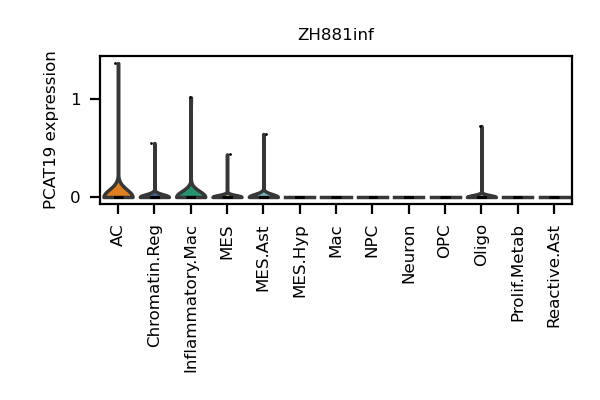 ZH881inf
PCAT19 expression
1
0
AC
Chromatin.Reg
Inflammatory.Mac
MES
MES.Ast
MES.Hyp
Mac
NPC
Neuron
OPC
Oligo
Prolif.Metab
Reactive.Ast